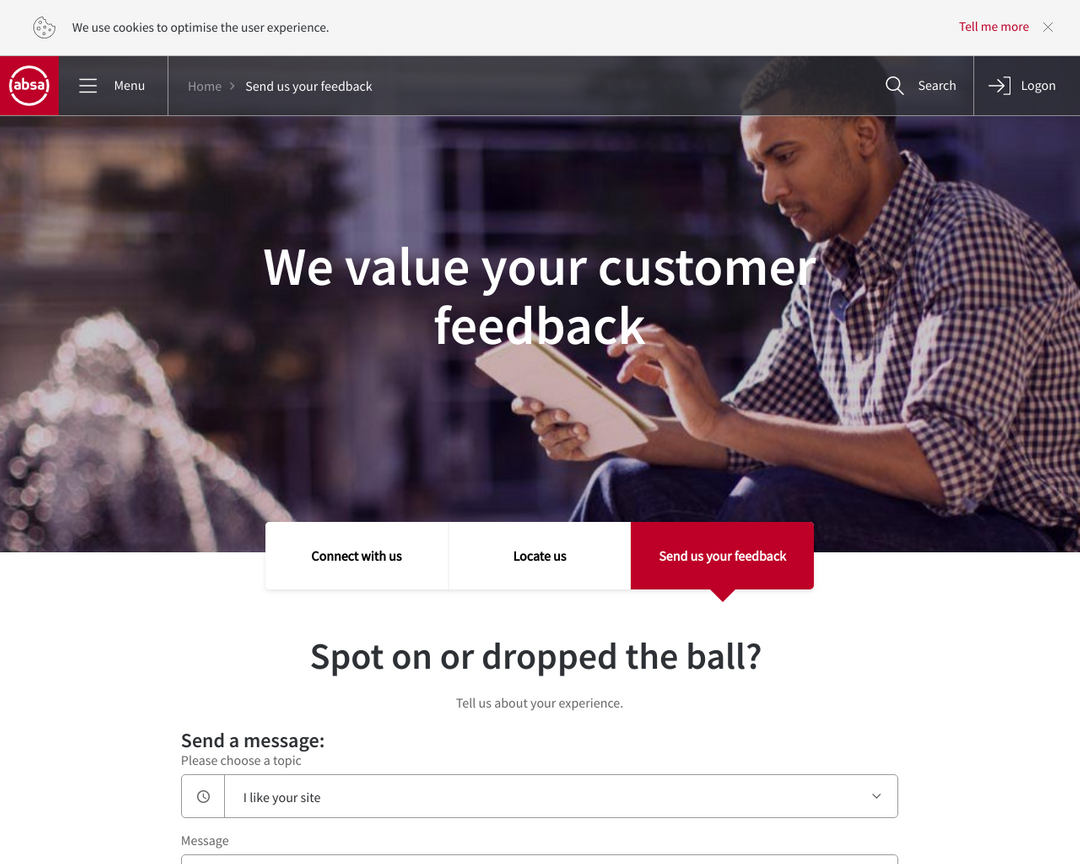 We use cookies to optimise the user experience.
Tell me more
absa
Menu
Home
Send us your feedback
Search
Logon
We value your customer
feedback
Connect with us
Locate us
Send us your feedback
Spot on or dropped the ball?
Tell us about your experience.
Send a message:
Please choose a topic
I like your site
Message